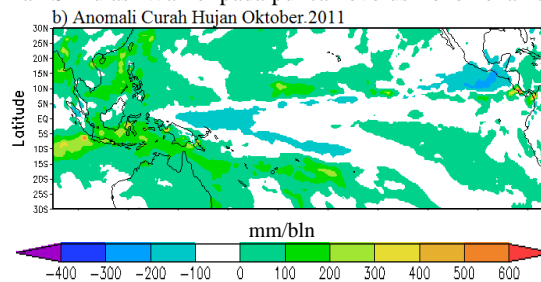 b) Anomali Curah Hujan Oktober 2011
30N
25N
20N
15N
10N
5N
EQ
5S
10S
15S
20S
25S
30S
Latitude
mm/bln
−400 −300 −200 −100 0 100 200 300 400 500 600